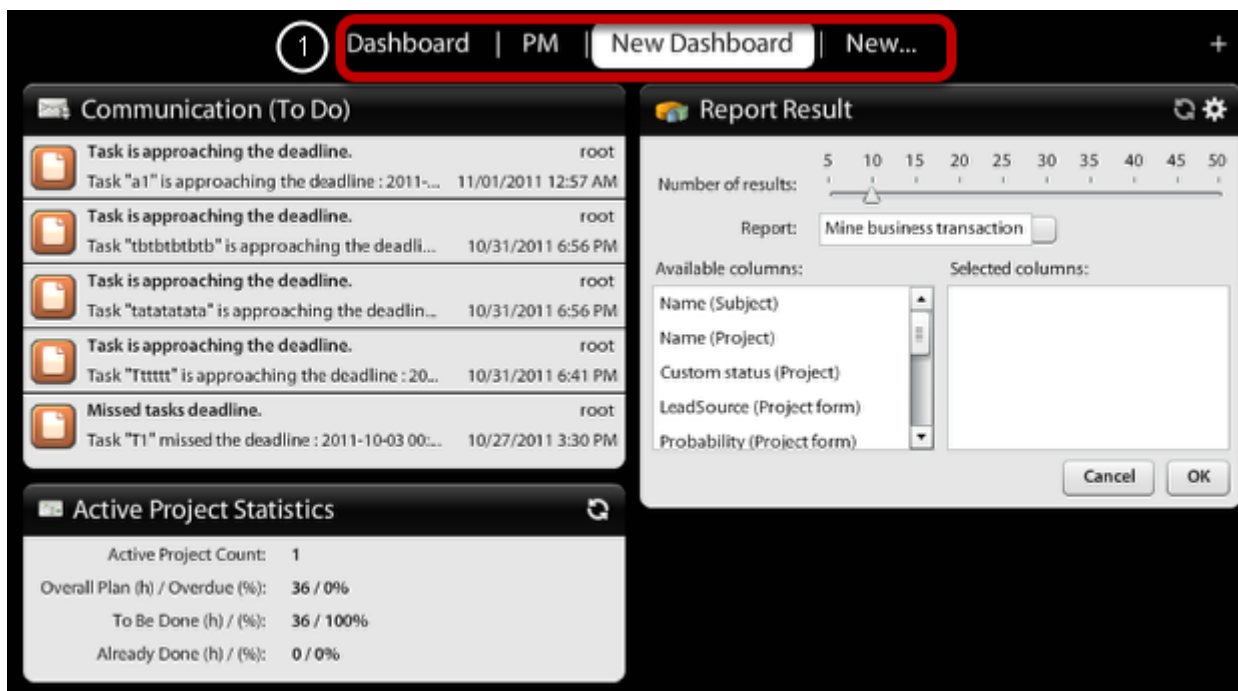 1 Dashboard | PM | New Dashboard | New... +
Communication (To Do)
Task is approaching the deadline. root
Task "a1" is approaching the deadline : 2011-... 11/01/2011 12:57 AM
Task is approaching the deadline. root
Task "tbtbtbtbtb" is approaching the deadli... 10/31/2011 6:56 PM
Task is approaching the deadline. root
Task "tatatatata" is approaching the deadlin... 10/31/2011 6:56 PM
Task is approaching the deadline. root
Task "Tttttt" is approaching the deadline : 20... 10/31/2011 6:41 PM
Missed tasks deadline. root
Task "T1" missed the deadline : 2011-10-03 00:... 10/27/2011 3:30 PM
Active Project Statistics
Active Project Count: 1
Overall Plan (h) / Overdue (%): 36 / 0%
To Be Done (h) / (%): 36 / 100%
Already Done (h) / (%): 0 / 0%
Report Result
5 10 15 20 25 30 35 40 45 50
Number of results:
Report: Mine business transaction
Available columns: Selected columns:
Name (Subject)
Name (Project)
Custom status (Project)
LeadSource (Project form)
Probability (Project form)
Cancel OK